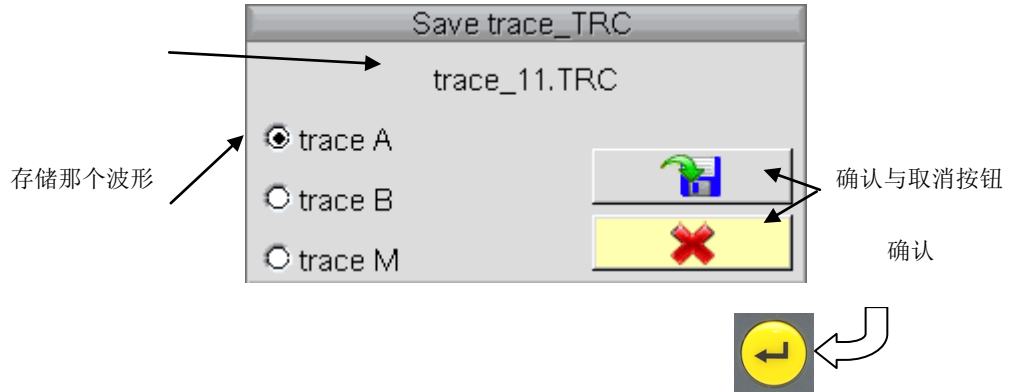 Save trace_TRC
trace_11.TRC
trace A
存储那个波形
确认与取消按钮
trace B
确认
trace M